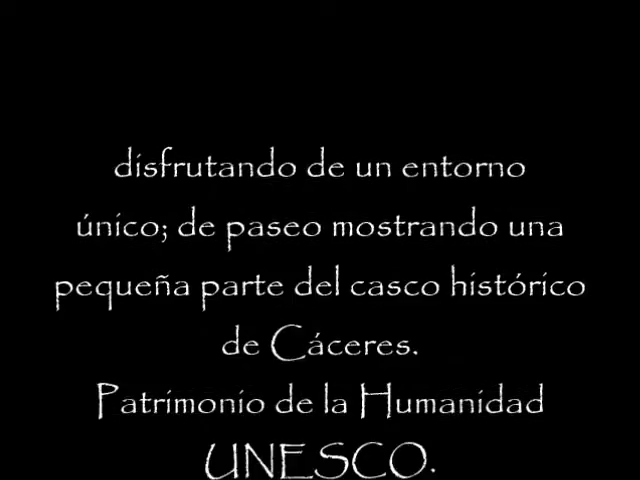 disfrutando de un entorno
único; de paseo mostrando una
pequeña parte del casco histórico
de Cáceres.
Patrimonio de la Humanidad
UNESCO.